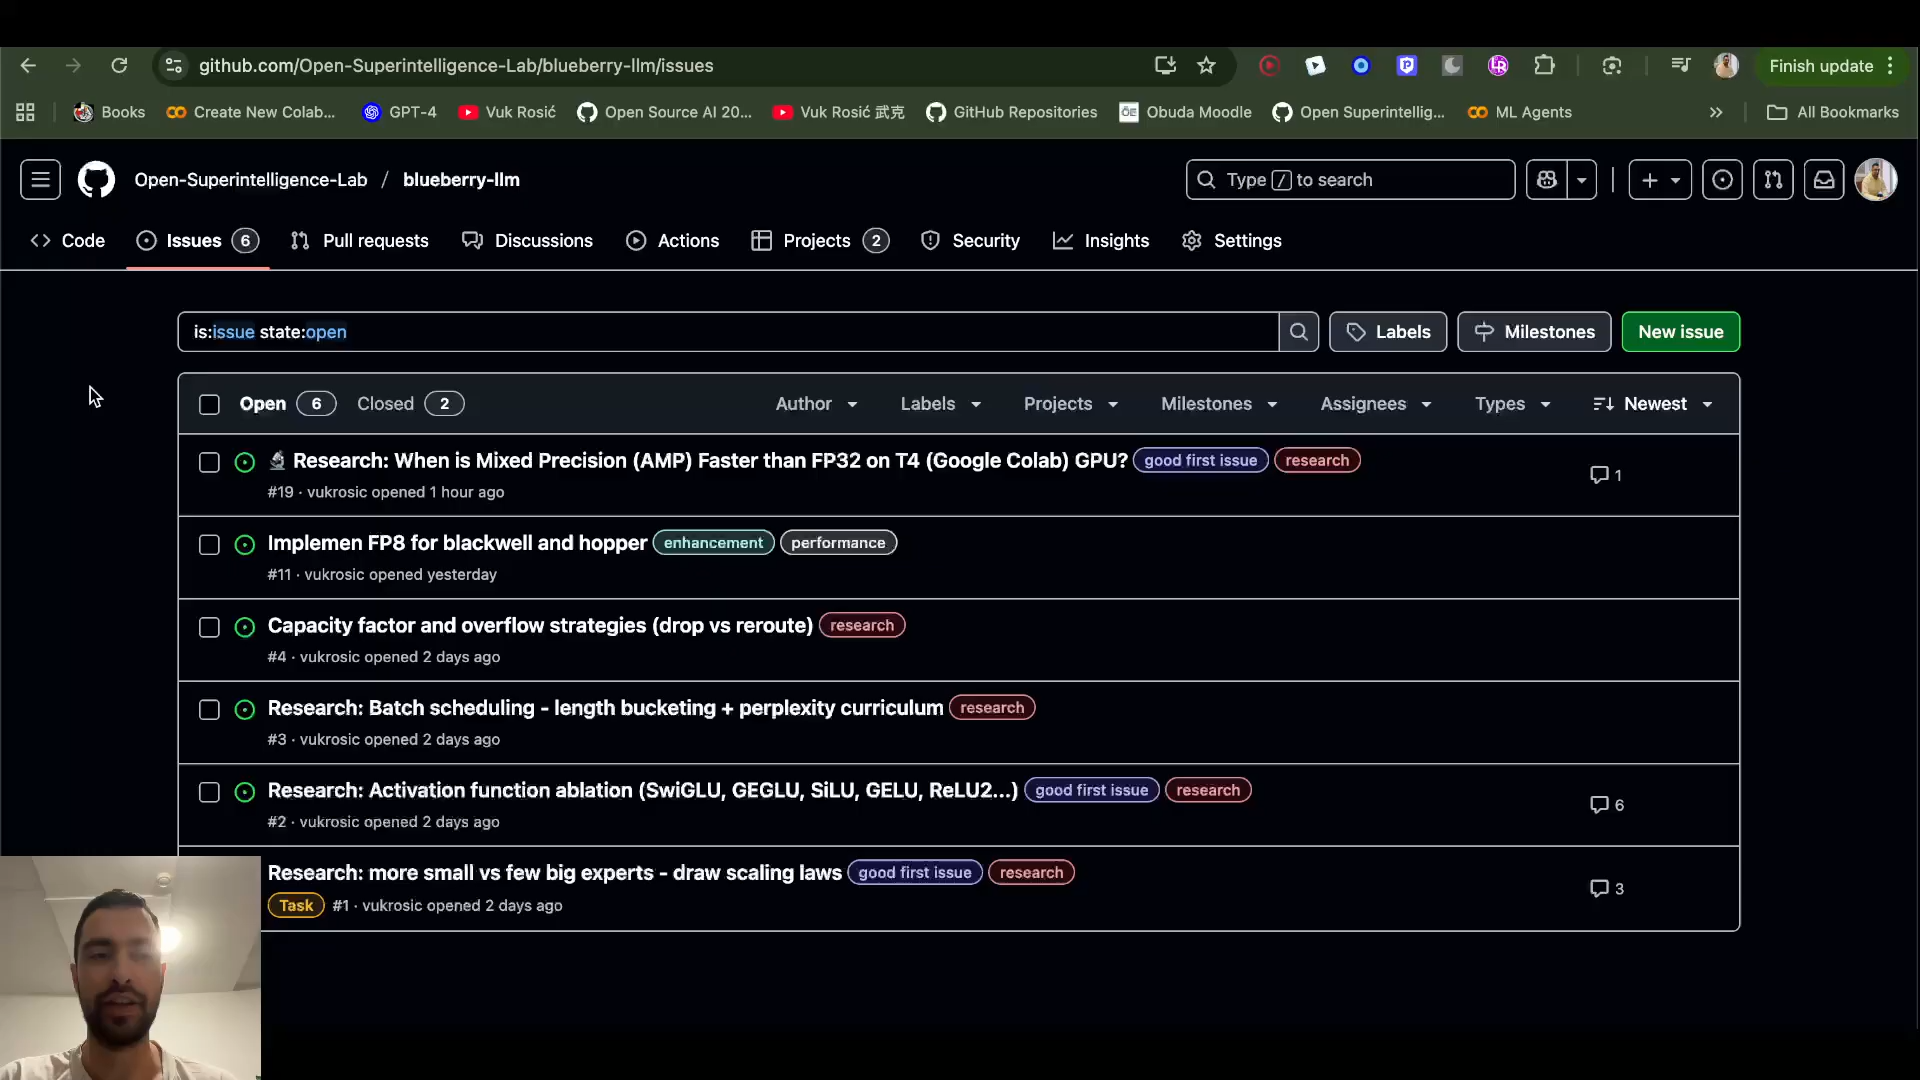 github.com/Open-Superintelligence-Lab/blueberry-llm/issues
Finish update
Books
Create New Colab...
GPT-4
Vuk Rosić
Open Source AI 20...
Vuk Rosić 武克
GitHub Repositories
Obuda Moodle
Open Superintellig...
ML Agents
All Bookmarks
Open-Superintelligence-Lab / blueberry-llm
Type / to search
Code
Issues 6
Pull requests
Discussions
Actions
Projects 2
Security
Insights
Settings
is:issue state:open
Labels
Milestones
New issue
Open 6
Closed 2
Author
Labels
Projects
Milestones
Assignees
Types
Newest
Research: When is Mixed Precision (AMP) Faster than FP32 on T4 (Google Colab) GPU? good first issue research
1
#19 · vukrosic opened 1 hour ago
Implemen FP8 for blackwell and hopper enhancement performance
#11 · vukrosic opened yesterday
Capacity factor and overflow strategies (drop vs reroute) research
#4 · vukrosic opened 2 days ago
Research: Batch scheduling - length bucketing + perplexity curriculum research
#3 · vukrosic opened 2 days ago
Research: Activation function ablation (SwiGLU, GEGLU, SiLU, GELU, ReLU2...) good first issue research
6
#2 · vukrosic opened 2 days ago
Research: more small vs few big experts - draw scaling laws good first issue research
3
Task #1 · vukrosic opened 2 days ago